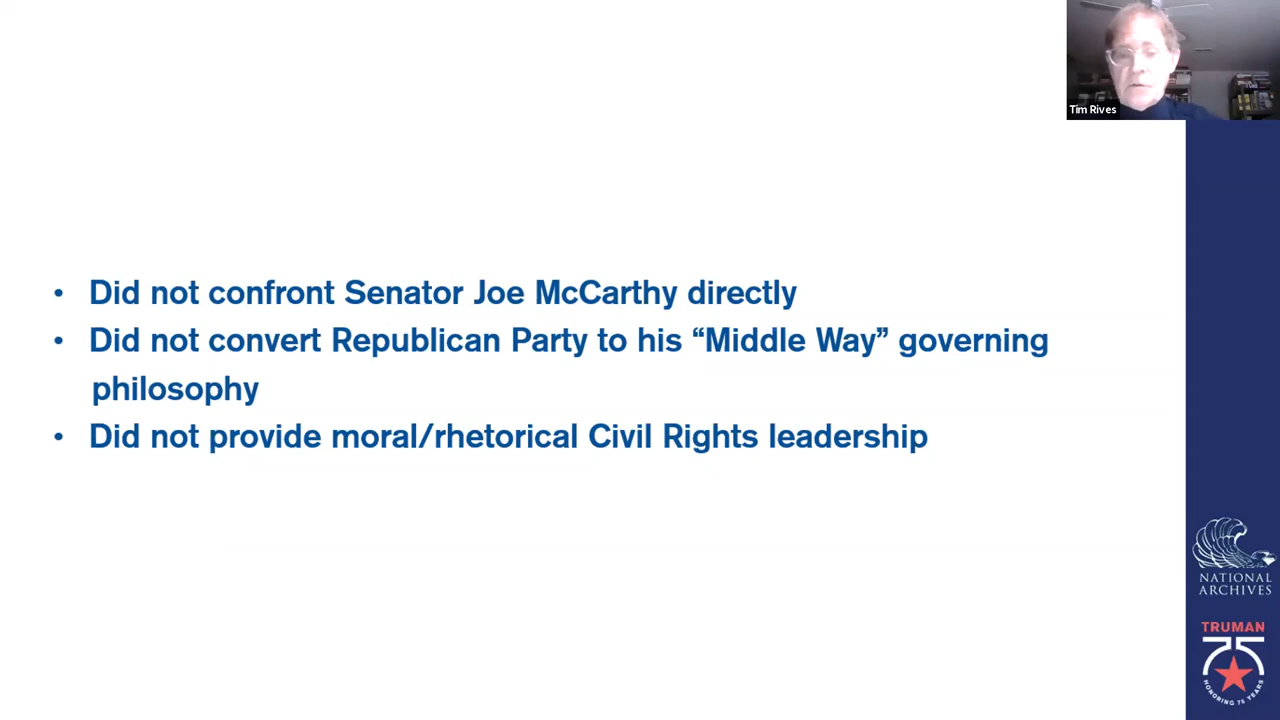 Tim Rives
• Did not confront Senator Joe McCarthy directly
• Did not convert Republican Party to his “Middle Way” governing
philosophy
• Did not provide moral/rhetorical Civil Rights leadership
NATIONAL
ARCHIVES
TRUMAN
75
HONORING 75 YEARS